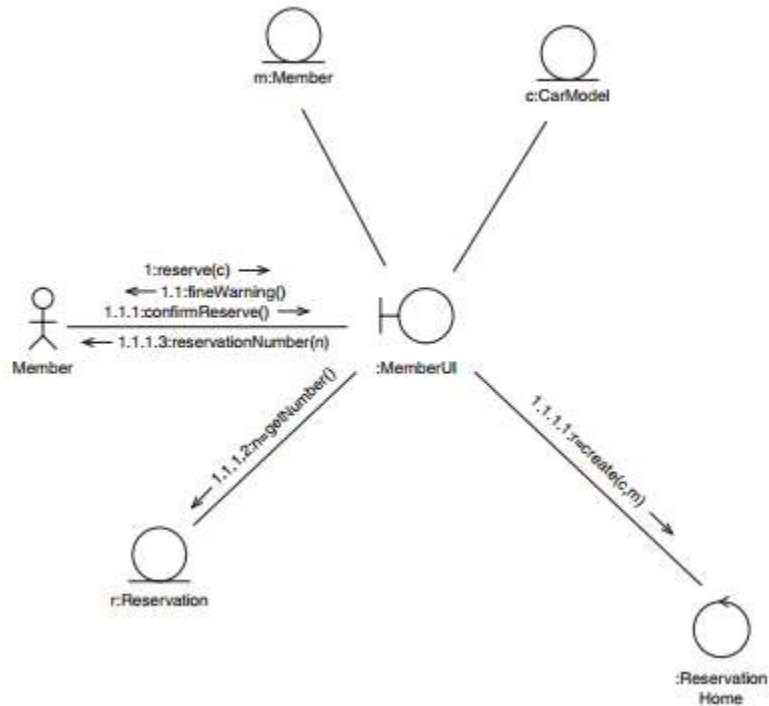 m:Member
c:CarModel
1:reserve(c)
1.1:fineWarning()
1.1.1:confirmReserve()
1.1.1.3:reservationNumber(n)
Member
:MemberUI
1.1.1.2:n=getNumber()
1.1.1.1:r=create(c,m)
r:Reservation
:Reservation
Home